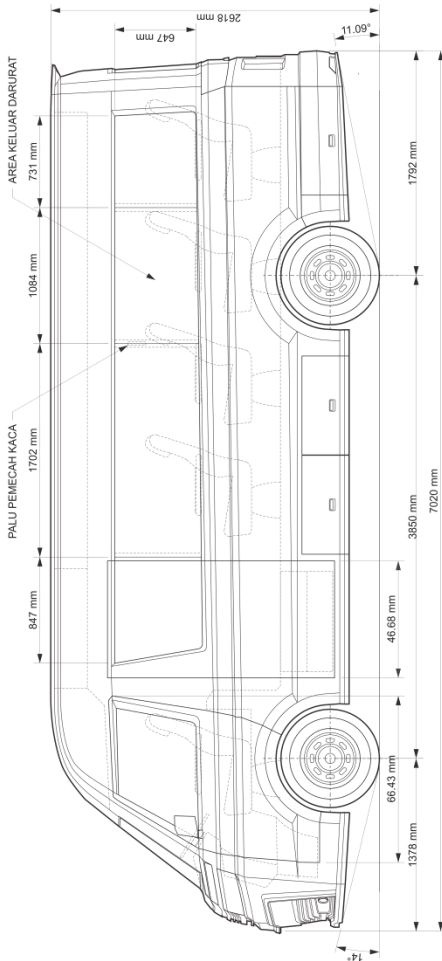 AREA KELUAR DARURAT
PALU PEMECAH KACA
847 mm
1702 mm
1084 mm
731 mm
647 mm
2618 mm
11.09°
14°
66.43 mm
46.68 mm
1378 mm
3850 mm
1792 mm
7020 mm